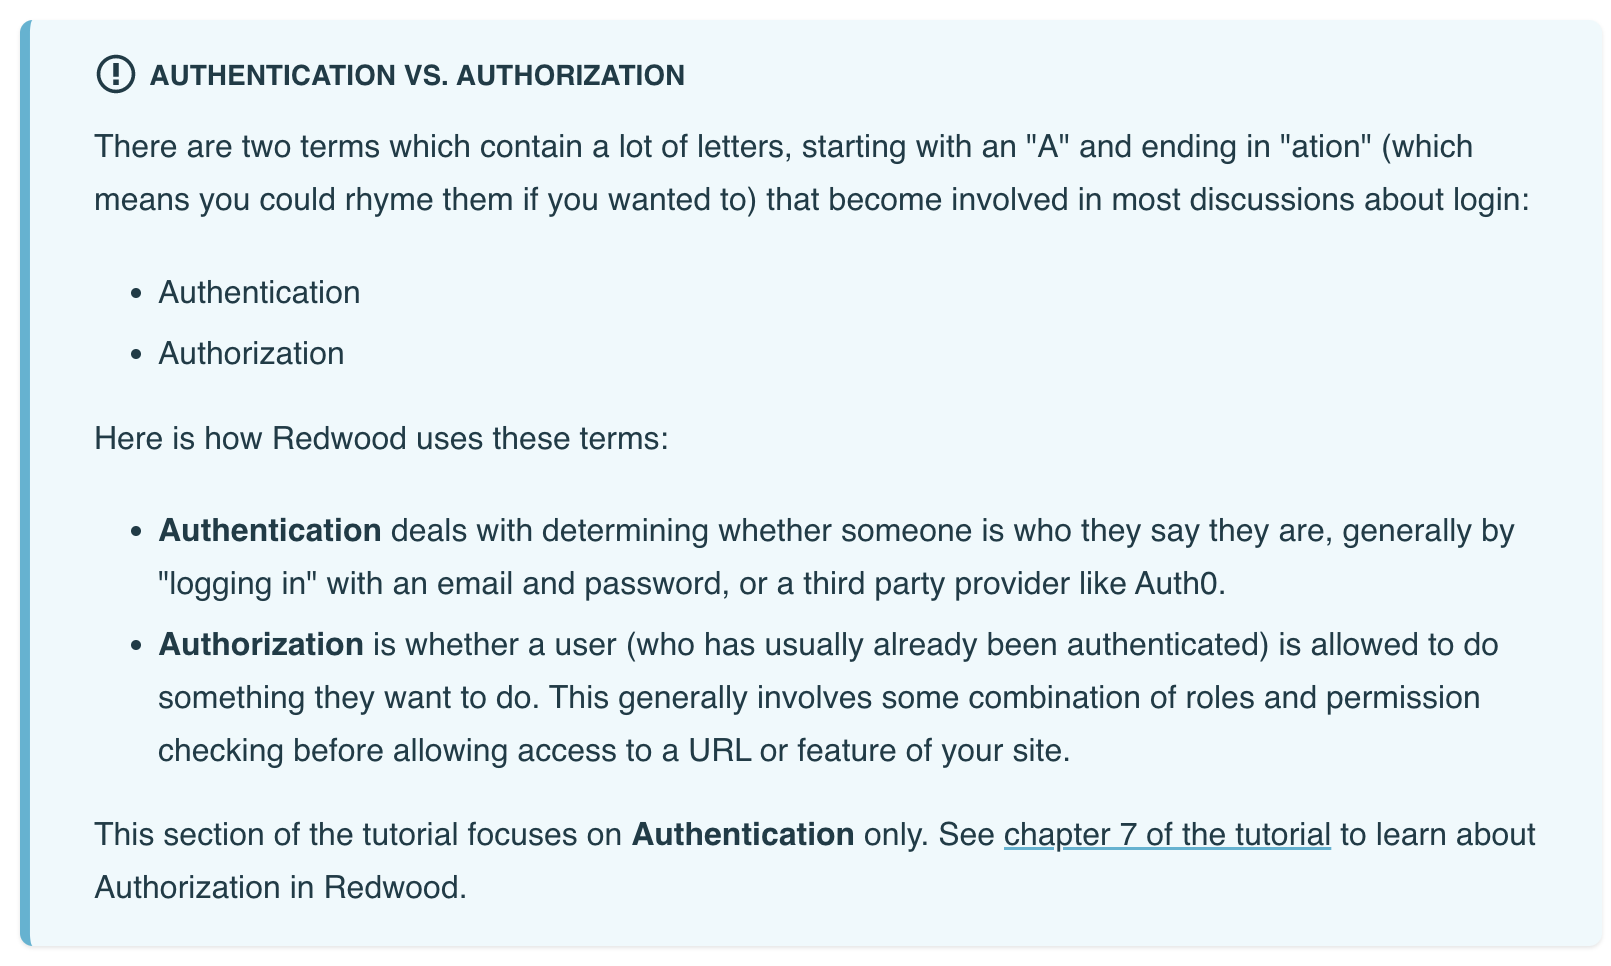 AUTHENTICATION VS. AUTHORIZATION
There are two terms which contain a lot of letters, starting with an "A" and ending in "ation" (which
means you could rhyme them if you wanted to) that become involved in most discussions about login:
• Authentication
• Authorization
Here is how Redwood uses these terms:
• Authentication deals with determining whether someone is who they say they are, generally by
"logging in" with an email and password, or a third party provider like Auth0.
• Authorization is whether a user (who has usually already been authenticated) is allowed to do
something they want to do. This generally involves some combination of roles and permission
checking before allowing access to a URL or feature of your site.
This section of the tutorial focuses on Authentication only. See chapter 7 of the tutorial to learn about
Authorization in Redwood.